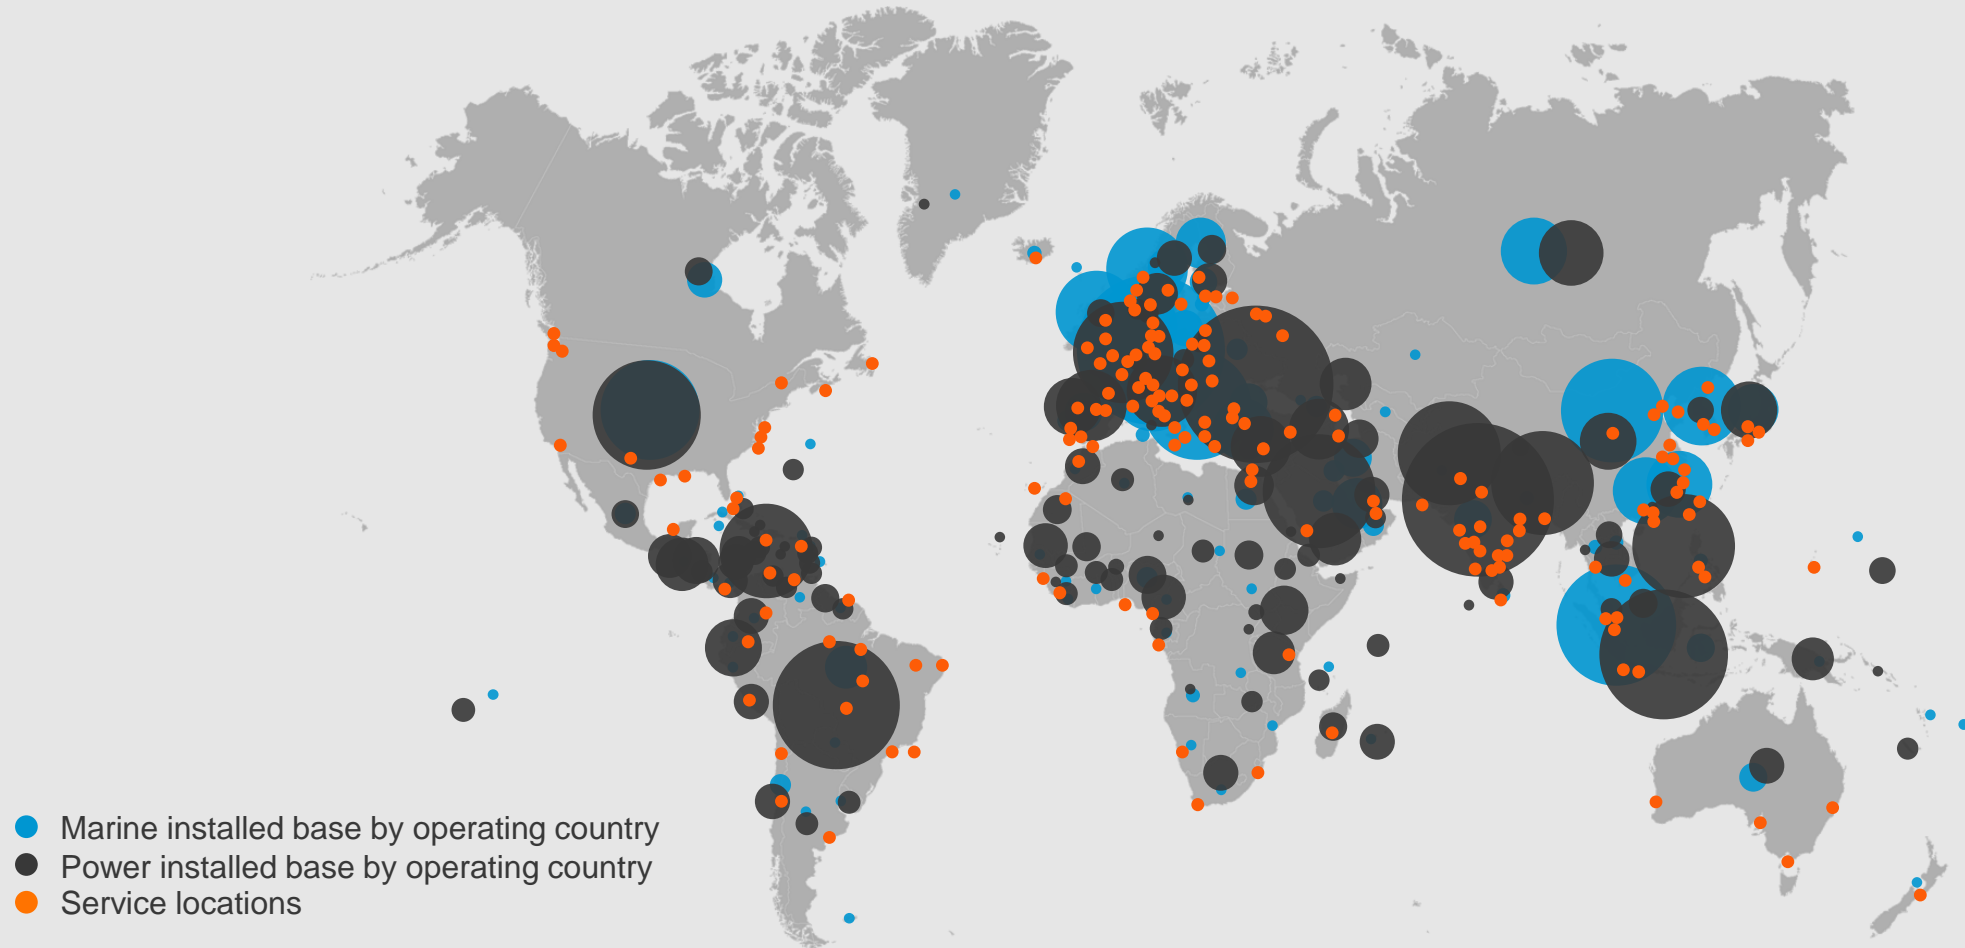 Marine installed base by operating country
Power installed base by operating country
Service locations